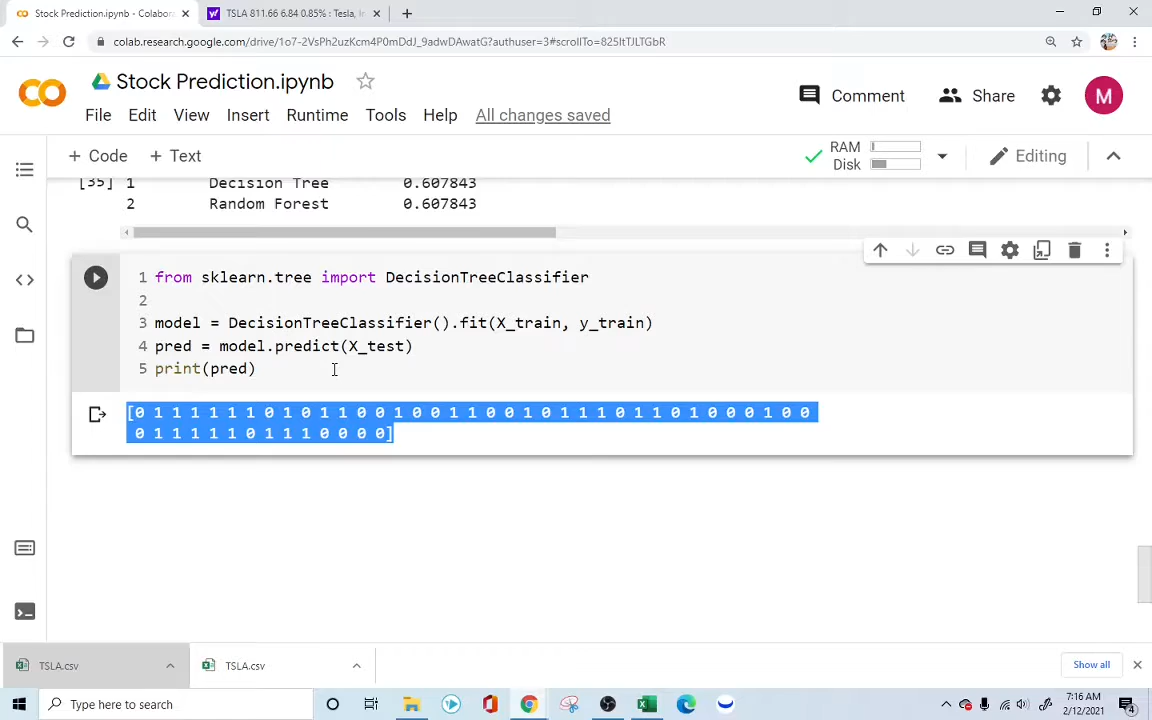 Stock Prediction.ipynb - Colabora
TSLA 811.66 6.84 0.85% : Tesla, In
colab.research.google.com/drive/1o7-2VsPh2uzKcm4P0mDdJ_9adwDAwatG?authuser=3#scrollTo=825ItTJLTGbR
Stock Prediction.ipynb
Comment
Share
M
File Edit View Insert Runtime Tools Help All changes saved
+ Code + Text
RAM
Disk
Editing
[35] 1 Decision Tree 0.607843
2 Random Forest 0.607843
1 from sklearn.tree import DecisionTreeClassifier
2
3 model = DecisionTreeClassifier().fit(X_train, y_train)
4 pred = model.predict(X_test)
5 print(pred)
[0 1 1 1 1 1 1 0 1 0 1 1 0 0 1 0 0 1 1 0 0 1 0 1 1 1 0 1 1 0 1 0 0 0 1 0 0
0 1 1 1 1 1 0 1 1 1 0 0 0 0]
TSLA.csv
TSLA.csv
Show all
Type here to search
7:16 AM
2/12/2021
4